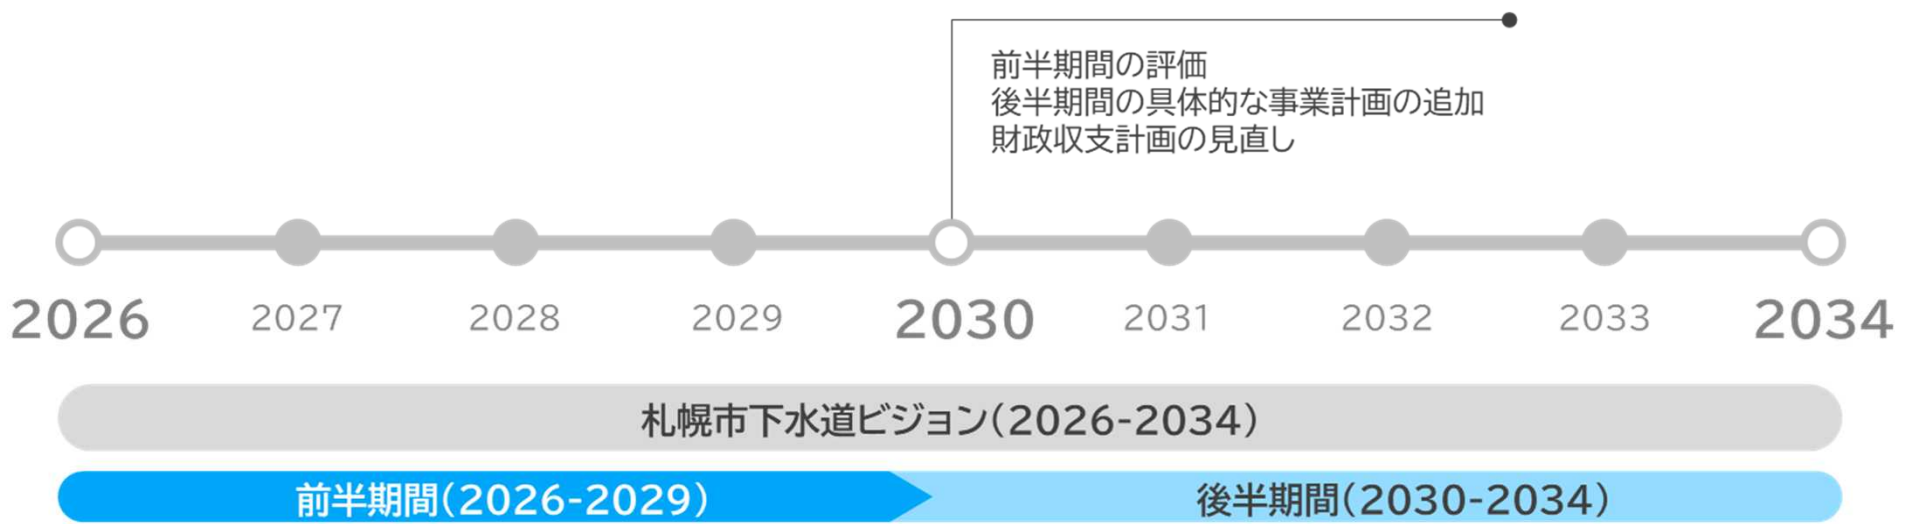 前半期間の評価
後半期間の具体的な事業計画の追加
財政収支計画の見直し
2026 2027 2028 2029 2030 2031 2032 2033 2034
札幌市下水道ビジョン(2026-2034)
前半期間(2026-2029) 後半期間(2030-2034)